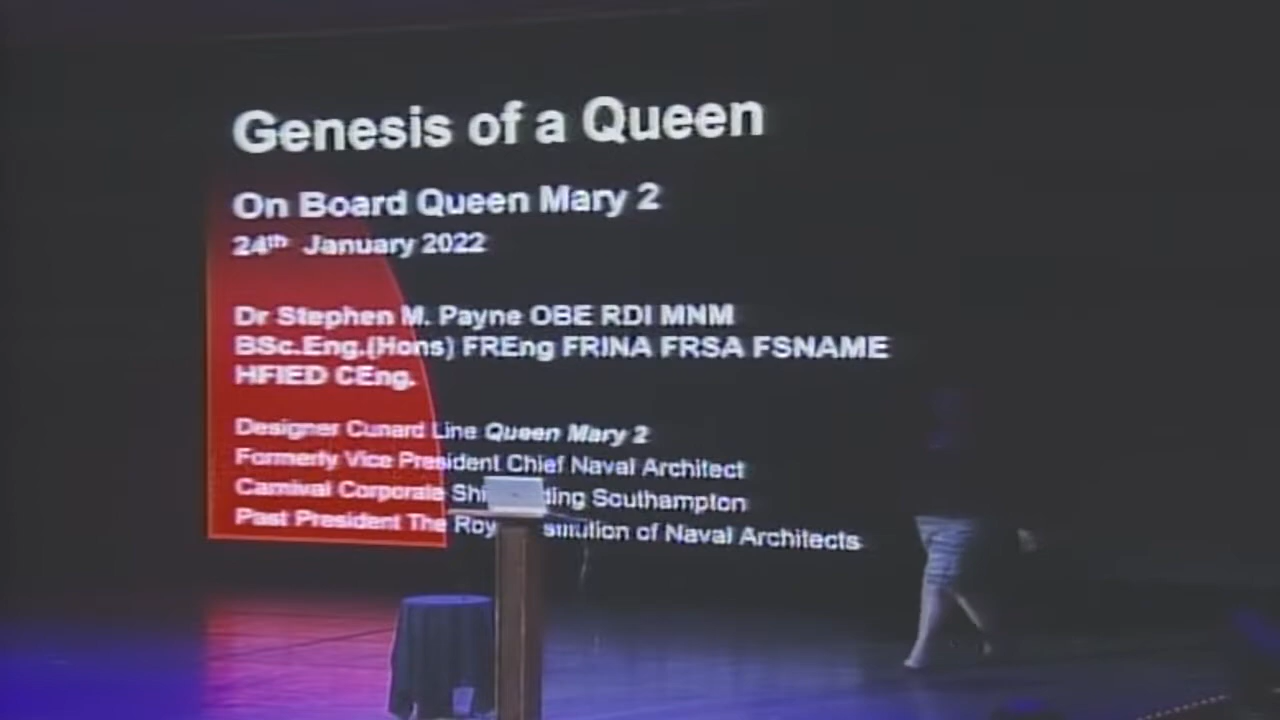 Genesis of a Queen
On Board Queen Mary 2
24th January 2022
Dr Stephen M. Payne OBE RDI MNM
BSc.Eng.(Hons) FREng FRINA FRSA FSNAME
HFIED CEng.
Designer Cunard Line Queen Mary 2
Formerly Vice President Chief Naval Architect
Carnival Corporate Southampton
Past President The of Naval Architects